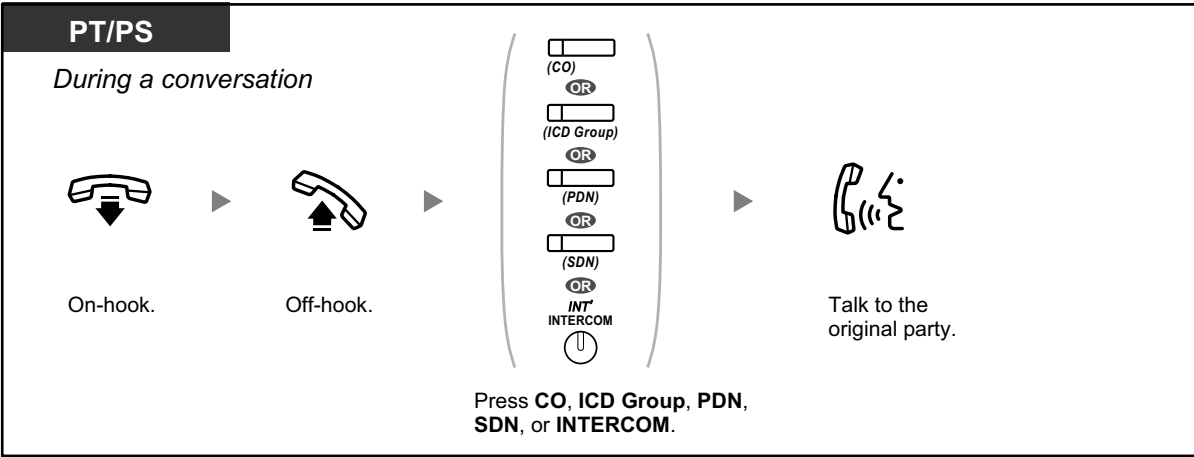 PT/PS
During a conversation
(CO)
OR
(ICD Group)
OR
(PDN)
OR
(SDN)
OR
INT'
INTERCOM
On-hook.
Off-hook.
Press CO, ICD Group, PDN,
SDN, or INTERCOM.
Talk to the
original party.